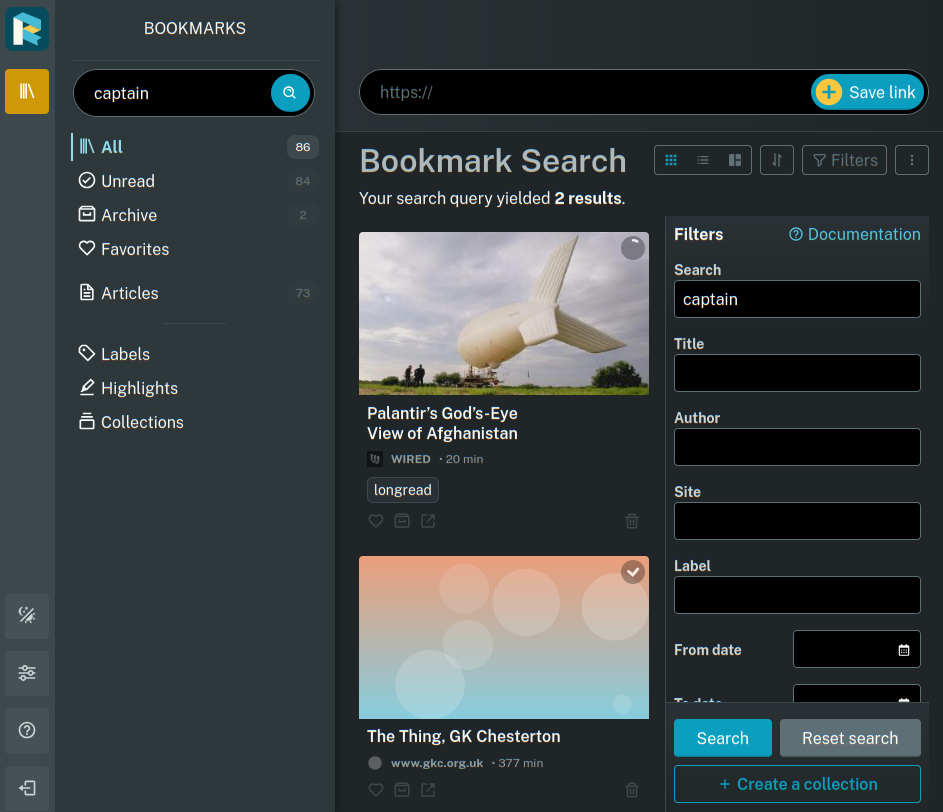 BOOKMARKS
captain
All 86
Unread 84
Archive 2
Favorites
Articles 73
Labels
Highlights
Collections
https:// Save link
Bookmark Search
Filters
Your search query yielded 2 results.
Palantir’s God’s-Eye
View of Afghanistan
WIRED • 20 min
longread
The Thing, GK Chesterton
www.gkc.org.uk • 377 min
Filters Documentation
Search
captain
Title
Author
Site
Label
From date
To date
Search Reset search
+ Create a collection